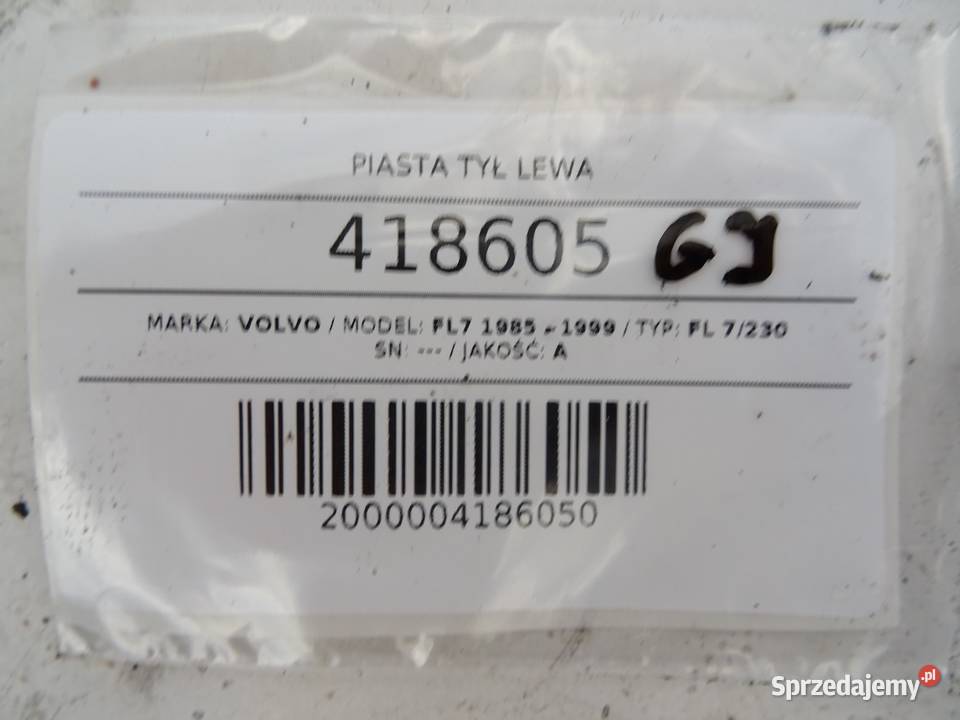 PIASTA TYŁ LEWA
418605 GJ
MARKA: VOLVO / MODEL: FL7 1985 - 1999 / TYP: FL 7/230
SN: --- / JAKOŚĆ: A
2000004186050
Sprzedajemy.pl